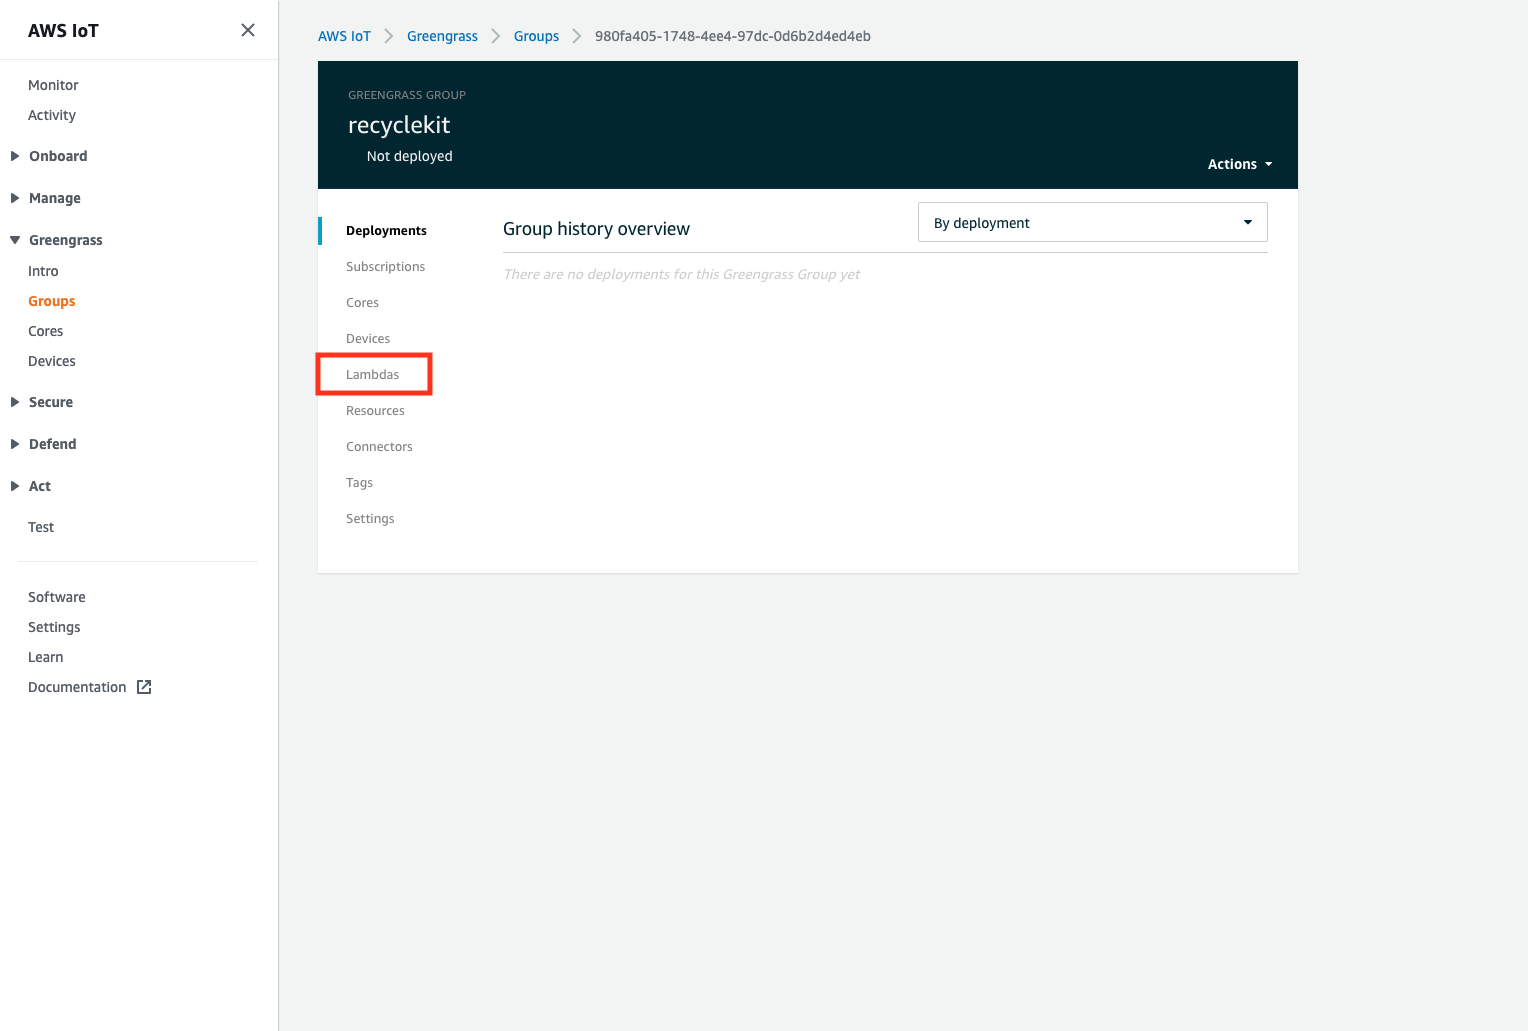 AWS IoT
Monitor
Activity
Onboard
Manage
Greengrass
Intro
Groups
Cores
Devices
Secure
Defend
Act
Test
Software
Settings
Learn
Documentation
AWS IoT Greengrass Groups 980fa405-1748-4ee4-97dc-0d6b2d4ed4eb
GREENGRASS GROUP
recyclekit
Not deployed
Actions
Deployments
Subscriptions
Cores
Devices
Lambdas
Resources
Connectors
Tags
Settings
Group history overview
By deployment
There are no deployments for this Greengrass Group yet